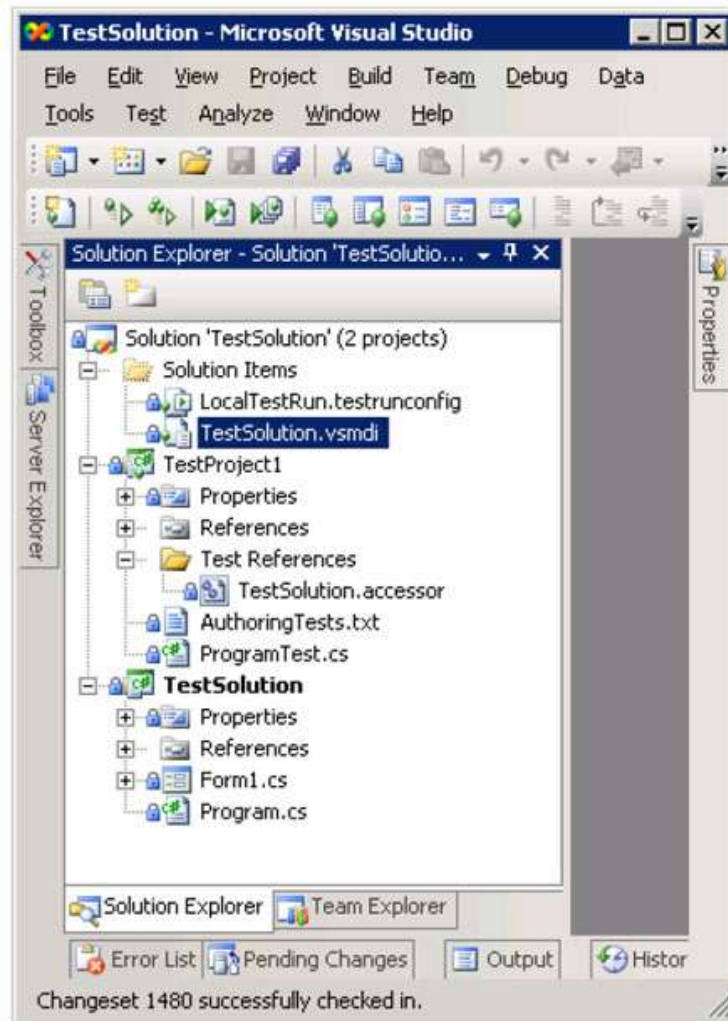 TestSolution - Microsoft Visual Studio
File Edit View Project Build Team Debug Data
Tools Test Analyze Window Help
Solution Explorer - Solution 'TestSolutio...
Toolbox
Server Explorer
Properties
Solution 'TestSolution' (2 projects)
Solution Items
LocalTestRun.testrunconfig
TestSolution.vsmdi
TestProject1
Properties
References
Test References
TestSolution.accessor
AuthoringTests.txt
ProgramTest.cs
TestSolution
Properties
References
Form1.cs
Program.cs
Solution Explorer Team Explorer
Error List Pending Changes Output Histor
Changeset 1480 successfully checked in.